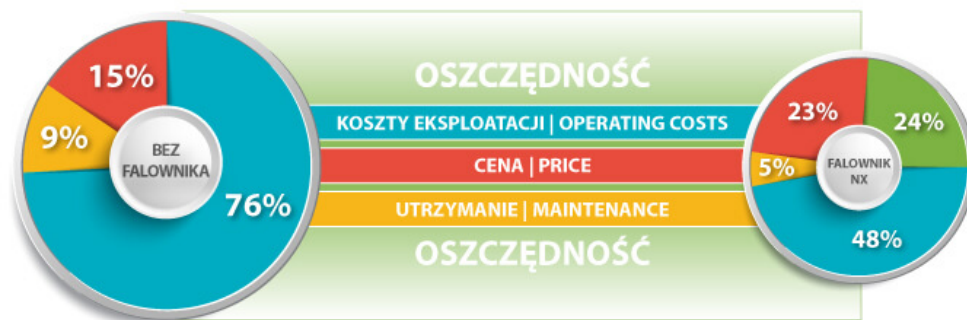 15%
9%
BEZ
FALOWNIKA
76%
OSZCZĘDNOŚĆ
KOSZTY EKSPLOATACJI | OPERATING COSTS
CENA | PRICE
UTRZYMANIE | MAINTENANCE
OSZCZĘDNOŚĆ
23%
24%
5%
FALOWNIK
NX
48%